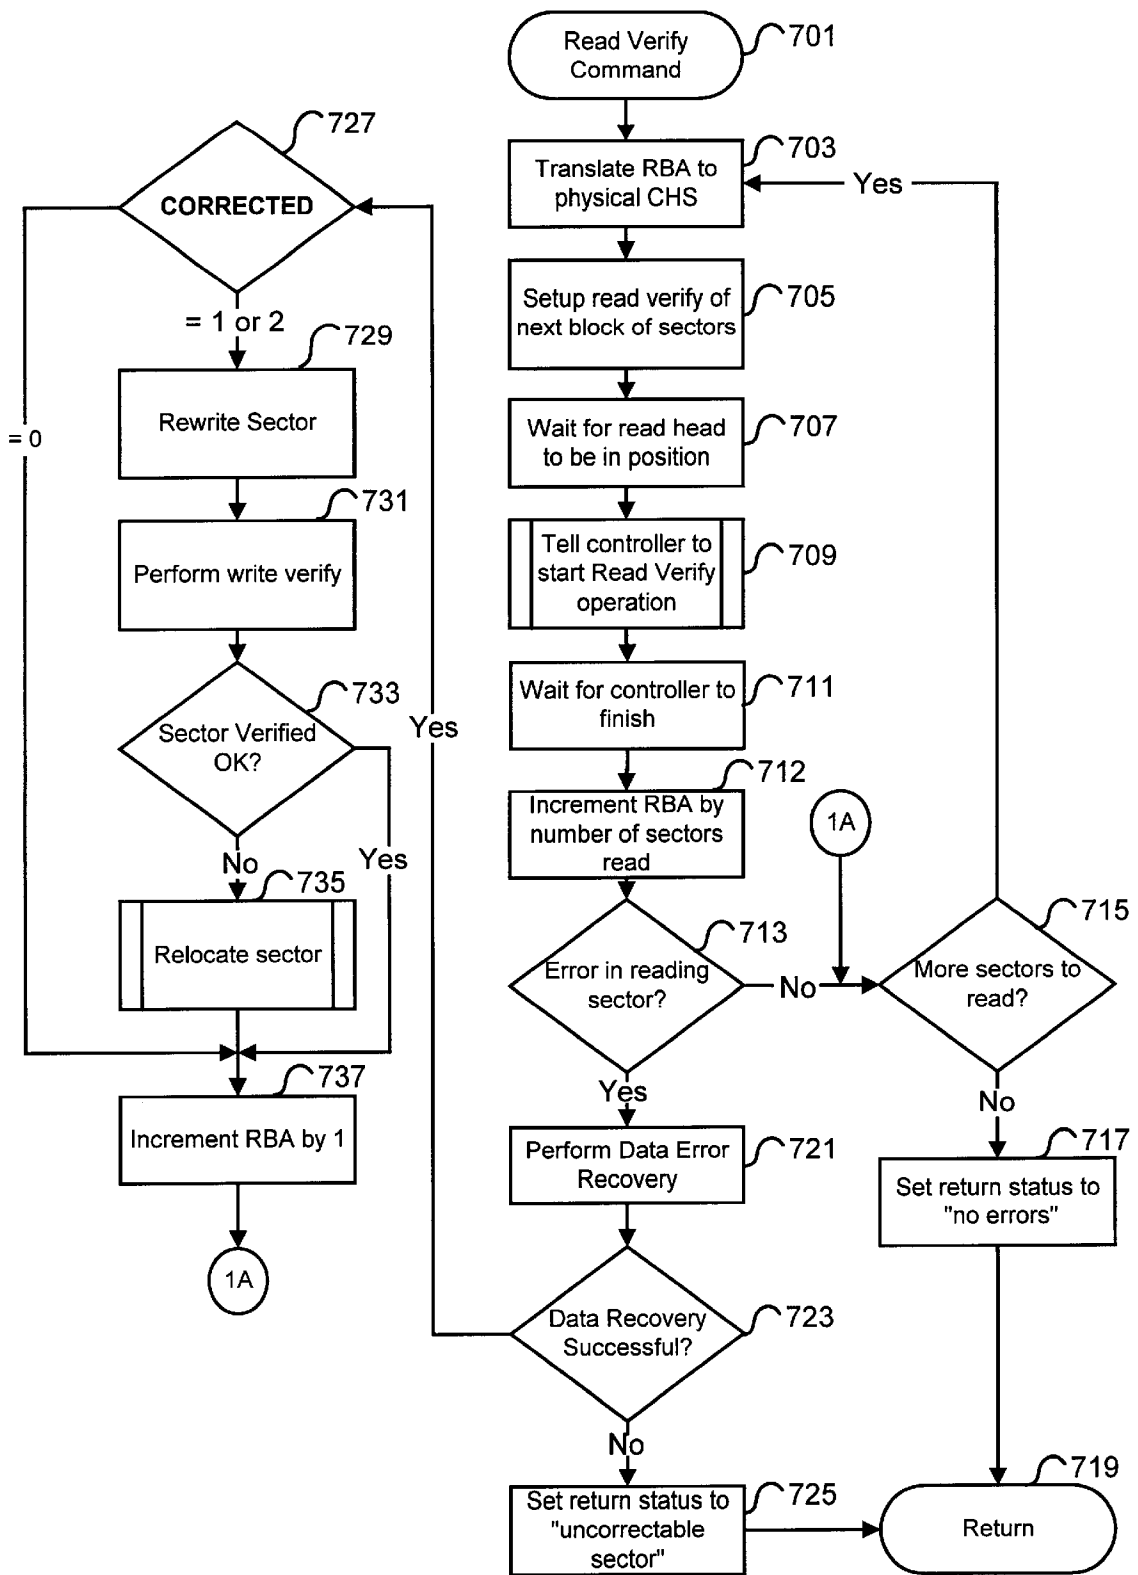 Read Verify
Command
701
Translate RBA to
physical CHS
703
Yes
Setup read verify of
next block of sectors
705
Wait for read head
to be in position
707
Tell controller to
start Read Verify
operation
709
Wait for controller to
finish
711
Increment RBA by
number of sectors
read
712
1A
Error in reading
sector?
713
No
More sectors to
read?
715
No
Set return status to
"no errors"
717
Yes
Perform Data Error
Recovery
721
Data Recovery
Successful?
723
Yes
No
Set return status to
"uncorrectable
sector"
725
Return
719
CORRECTED
727
= 1 or 2
= 0
Rewrite Sector
729
Perform write verify
731
Sector Verified
OK?
733
No
Yes
Relocate sector
735
Increment RBA by 1
737
1A